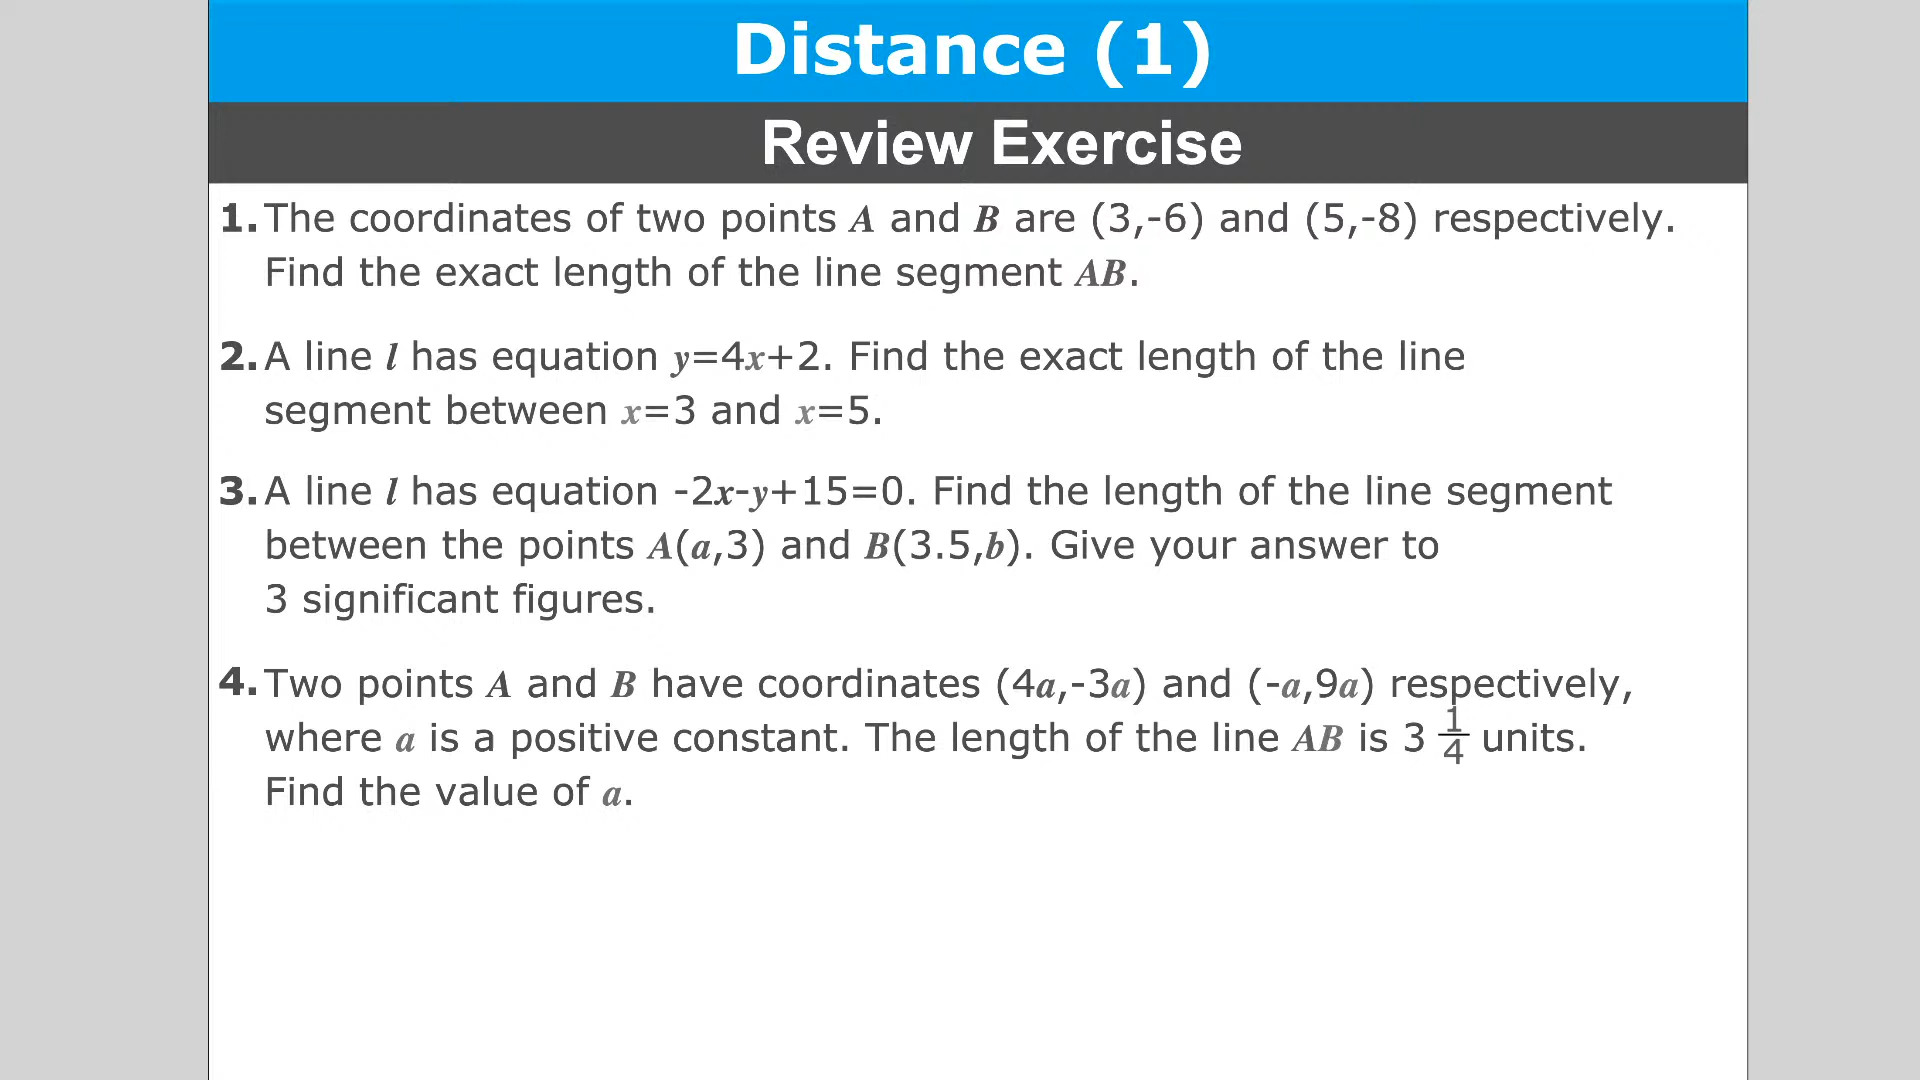 Distance (1)
Review Exercise
1. The coordinates of two points A and B are (3,-6) and (5,-8) respectively.
Find the exact length of the line segment AB.
2. A line l has equation y=4x+2. Find the exact length of the line
segment between x=3 and x=5.
3. A line l has equation -2x-y+15=0. Find the length of the line segment
between the points A(a,3) and B(3.5,b). Give your answer to
3 significant figures.
4. Two points A and B have coordinates (4a,-3a) and (-a,9a) respectively,
where a is a positive constant. The length of the line AB is 3 1/4 units.
Find the value of a.